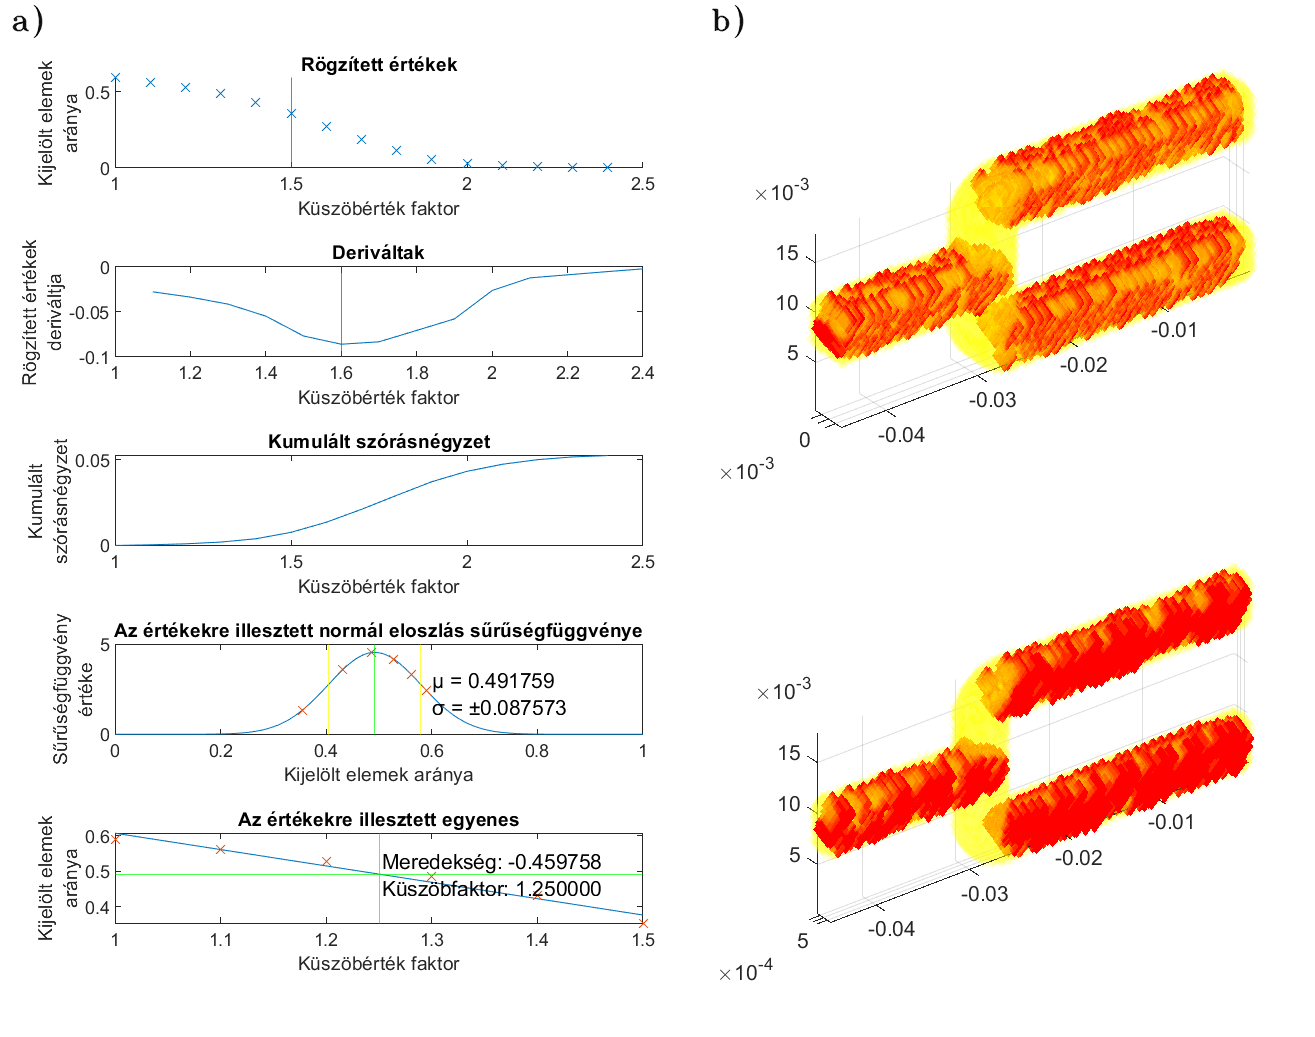 a)
Rögzített értékek
Kijelölt elemek
aránya
0.5
0
1
1.5
2
2.5
Küszöbérték faktor
Deriváltak
Rögzített értékek
deriváltja
0
-0.05
-0.1
1
1.2
1.4
1.6
1.8
2
2.2
2.4
Küszöbérték faktor
Kumulált szórásnégyzet
Kumulált
szórásnégyzet
0.05
0
1
1.5
2
2.5
Küszöbérték faktor
Az értékekre illesztett normál eloszlás sűrűségfüggvénye
Sűrűségfüggvény
értéke
5
0
μ = 0.491759
σ = ±0.087573
0
0.2
0.4
0.6
0.8
1
Kijelölt elemek aránya
Az értékekre illesztett egyenes
Kijelölt elemek
aránya
0.6
0.5
0.4
Meredekség: -0.459758
Küszöbfaktor: 1.250000
1
1.1
1.2
1.3
1.4
1.5
Küszöbérték faktor
b)
×10-3
15
10
5
0
-0.04
-0.03
-0.02
-0.01
×10-3
×10-3
15
10
5
5
-0.04
-0.03
-0.02
-0.01
×10-4